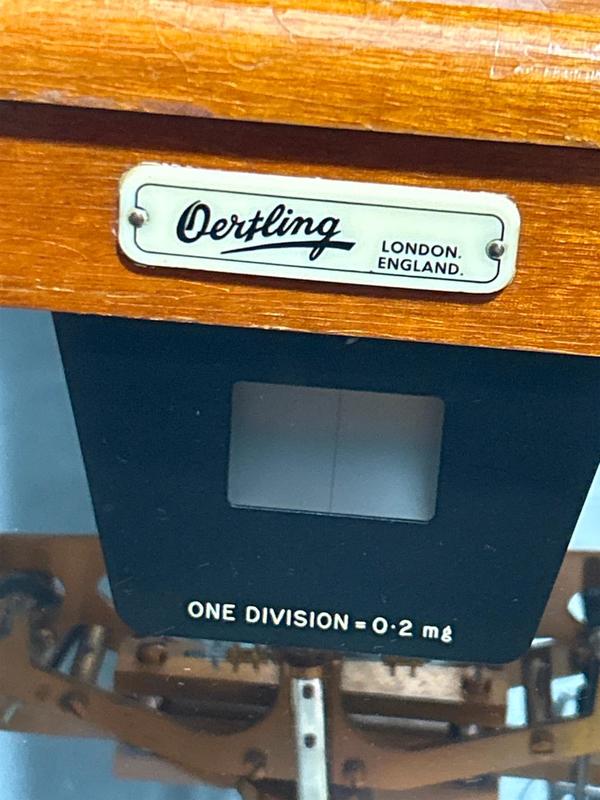 Oertling
LONDON.
ENGLAND.
ONE DIVISION = 0·2 mg